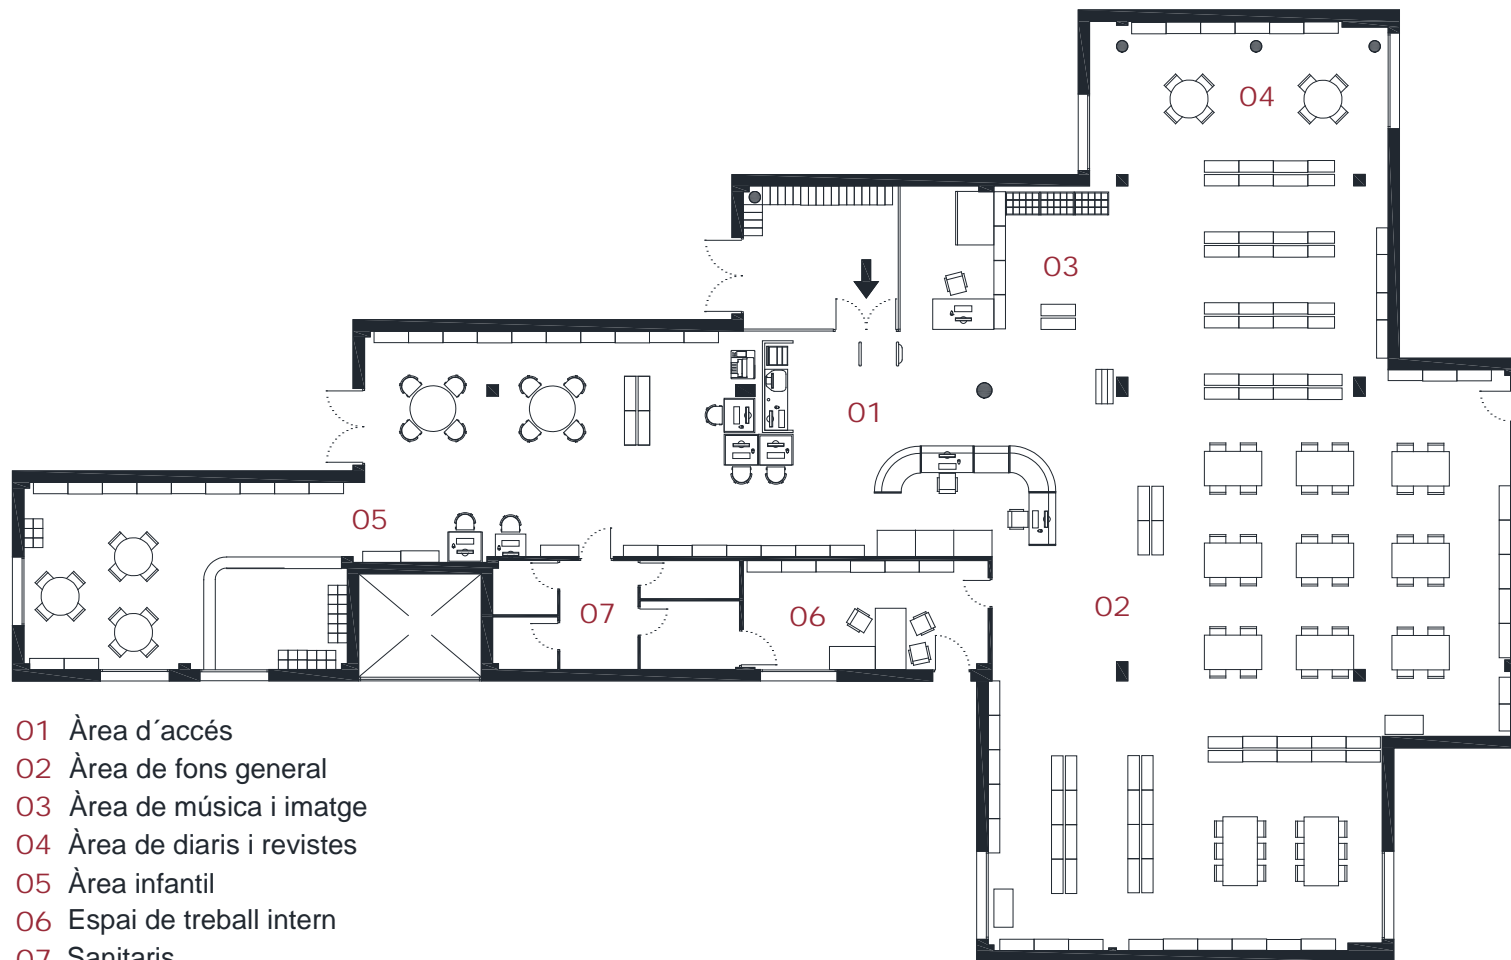 04
03
01
05
02
07
06
01 Àrea d´accés
02 Àrea de fons general
03 Àrea de música i imatge
04 Àrea de diaris i revistes
05 Àrea infantil
06 Espai de treball intern
07 Sanitaris